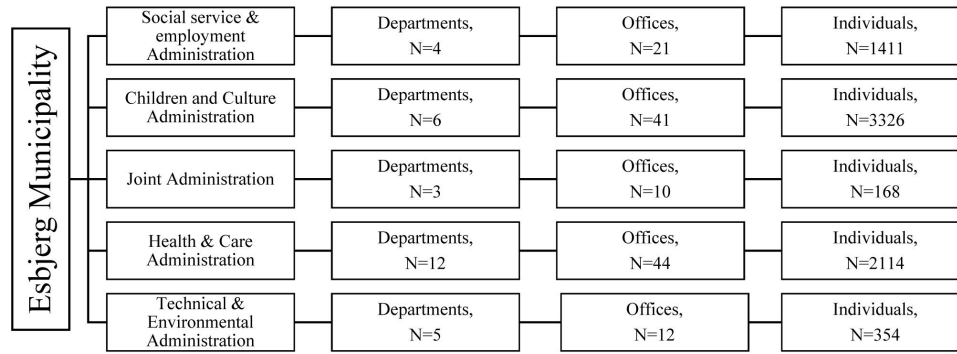 Esbjerg Municipality
Social service &
employment
Administration
Departments,
N=4
Offices,
N=21
Individuals,
N=1411
Children and Culture
Administration
Departments,
N=6
Offices,
N=41
Individuals,
N=3326
Joint Administration
Departments,
N=3
Offices,
N=10
Individuals,
N=168
Health & Care
Administration
Departments,
N=12
Offices,
N=44
Individuals,
N=2114
Technical &
Environmental
Administration
Departments,
N=5
Offices,
N=12
Individuals,
N=354